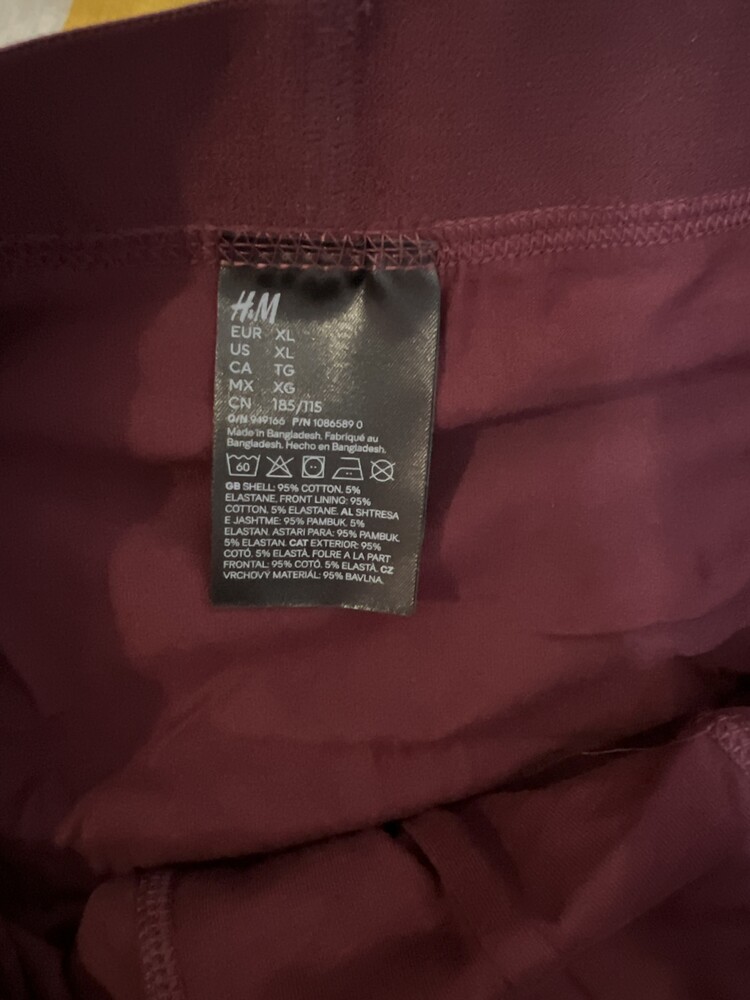 H&M
EUR XL
US XL
CA TG
MX XG
CN 185/115
O/N 949166 P/N 1086589 0
Made in Bangladesh. Fabriqué au
Bangladesh. Hecho en Bangladesh.
60
GB SHELL: 95% COTTON, 5%
ELASTANE. FRONT LINING: 95%
COTTON, 5% ELASTANE. AL SHTRESA
E JASHTME: 95% PAMBUK, 5%
ELASTAN. ASTARI PARA: 95% PAMBUK,
5% ELASTAN. CAT EXTERIOR: 95%
COTÓ, 5% ELASTÀ. FOLRE A LA PART
FRONTAL: 95% COTÓ, 5% ELASTÀ. CZ
VRCHOVÝ MATERIÁL: 95% BAVLNA,